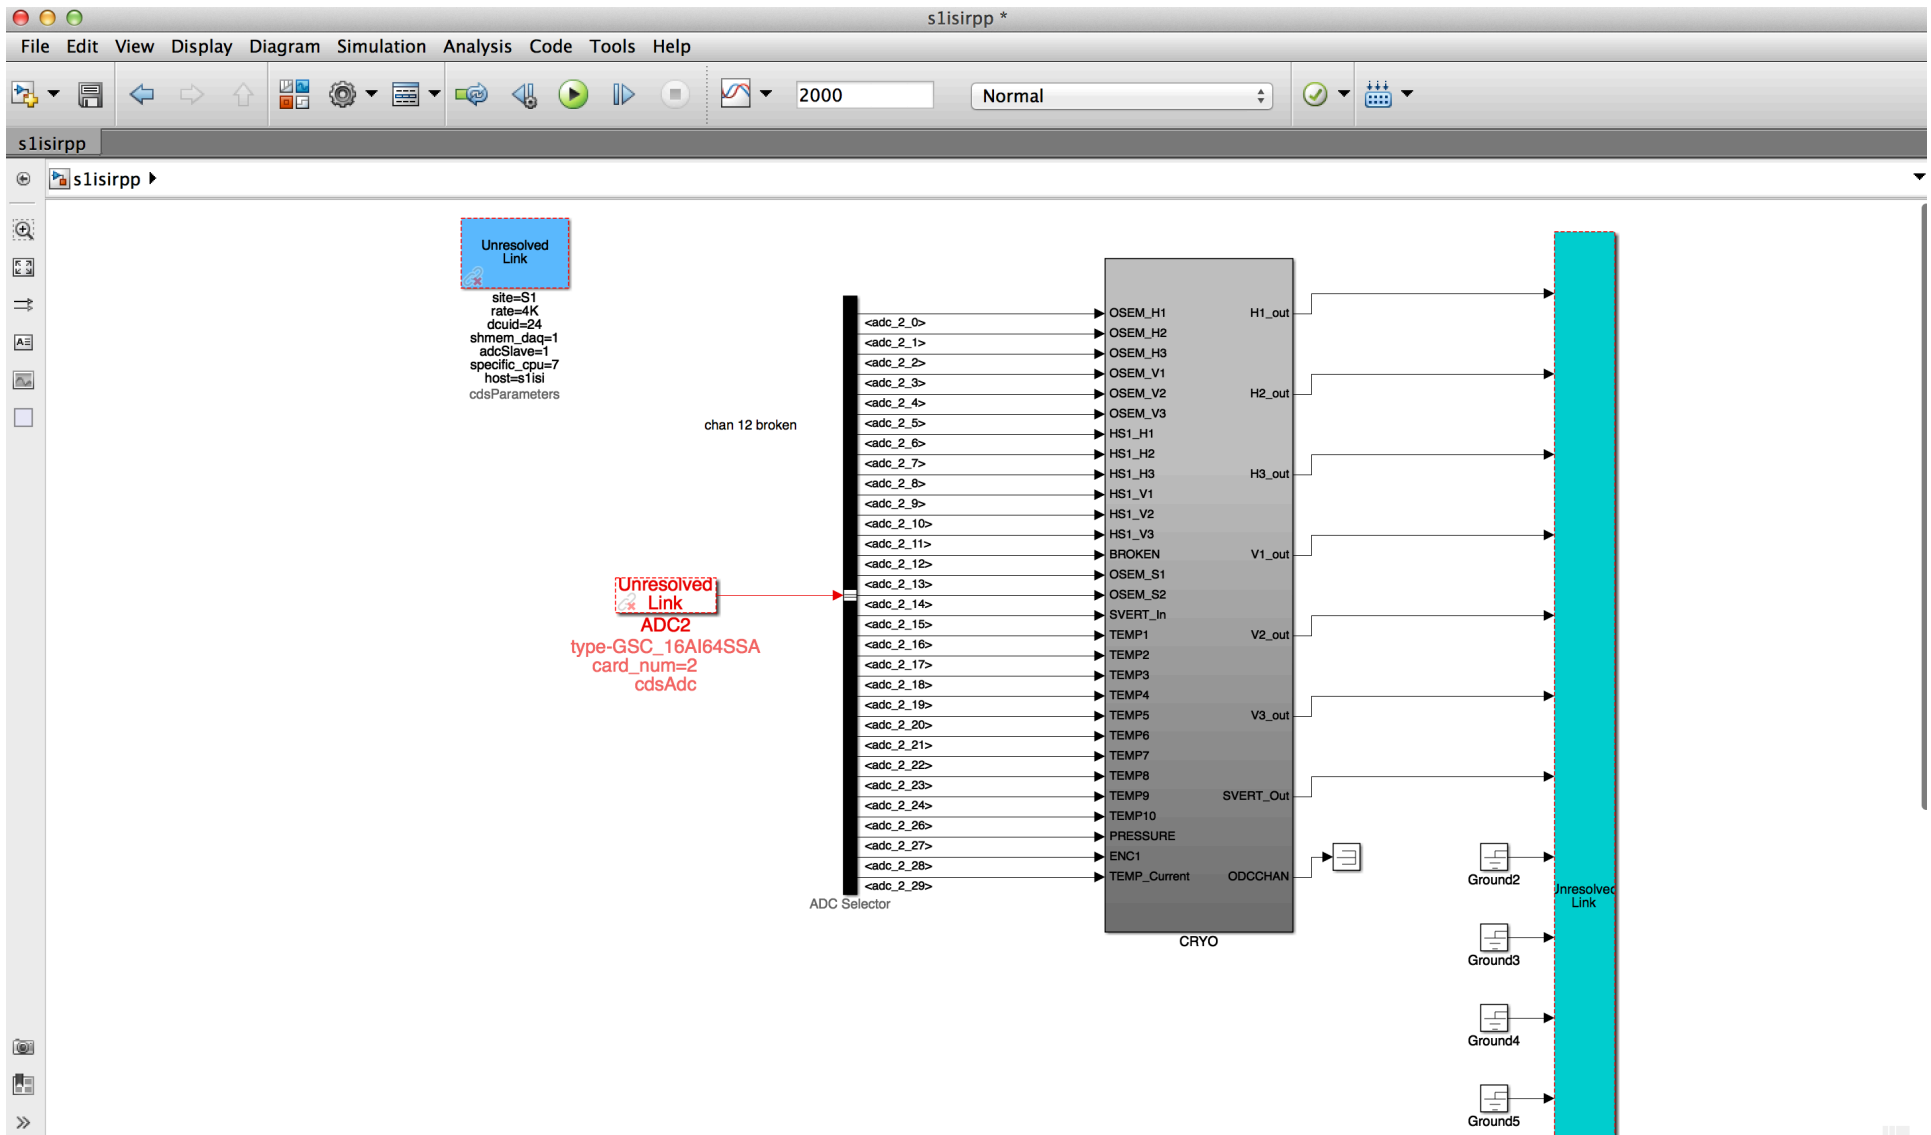 s1isirpp *
File Edit View Display Diagram Simulation Analysis Code Tools Help
2000
Normal
s1isirpp
s1isirpp
Unresolved
Link
site=S1
rate=4K
dcuid=24
shmem_daq=1
adcSlave=1
specific_cpu=7
host=s1isi
cdsParameters
chan 12 broken
Unresolved
Link
ADC2
type-GSC_16AI64SSA
card_num=2
cdsAdc
<adc_2_0>
<adc_2_1>
<adc_2_2>
<adc_2_3>
<adc_2_4>
<adc_2_5>
<adc_2_6>
<adc_2_7>
<adc_2_8>
<adc_2_9>
<adc_2_10>
<adc_2_11>
<adc_2_12>
<adc_2_13>
<adc_2_14>
<adc_2_15>
<adc_2_16>
<adc_2_17>
<adc_2_18>
<adc_2_19>
<adc_2_20>
<adc_2_21>
<adc_2_22>
<adc_2_23>
<adc_2_24>
<adc_2_26>
<adc_2_27>
<adc_2_28>
<adc_2_29>
ADC Selector
OSEM_H1
OSEM_H2
OSEM_H3
OSEM_V1
OSEM_V2
OSEM_V3
HS1_H1
HS1_H2
HS1_H3
HS1_V1
HS1_V2
HS1_V3
BROKEN
OSEM_S1
OSEM_S2
SVERT_In
TEMP1
TEMP2
TEMP3
TEMP4
TEMP5
TEMP6
TEMP7
TEMP8
TEMP9
TEMP10
PRESSURE
ENC1
TEMP_Current
H1_out
H2_out
H3_out
V1_out
V2_out
V3_out
SVERT_Out
ODCCHAN
CRYO
Ground2
Ground3
Ground4
Ground5
Unresolved
Link